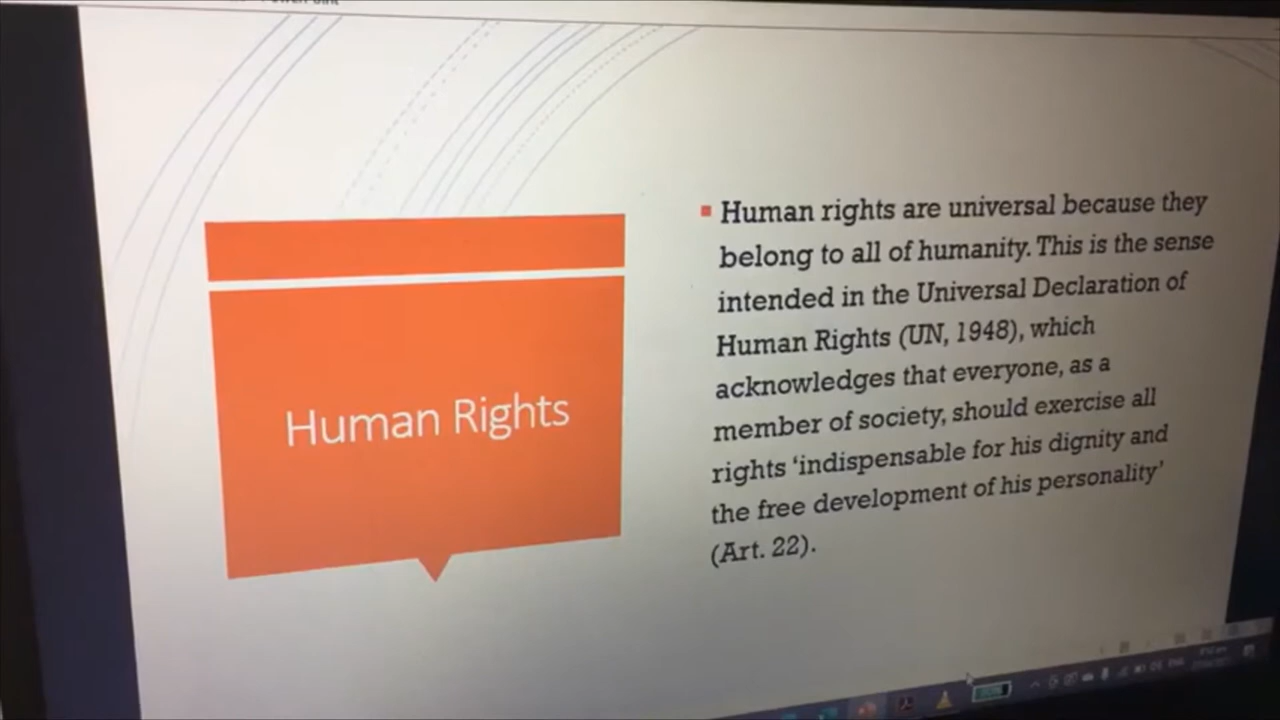 Human Rights
Human rights are universal because they
belong to all of humanity. This is the sense
intended in the Universal Declaration of
Human Rights (UN, 1948), which
acknowledges that everyone, as a
member of society, should exercise all
rights ‘indispensable for his dignity and
the free development of his personality’
(Art. 22).